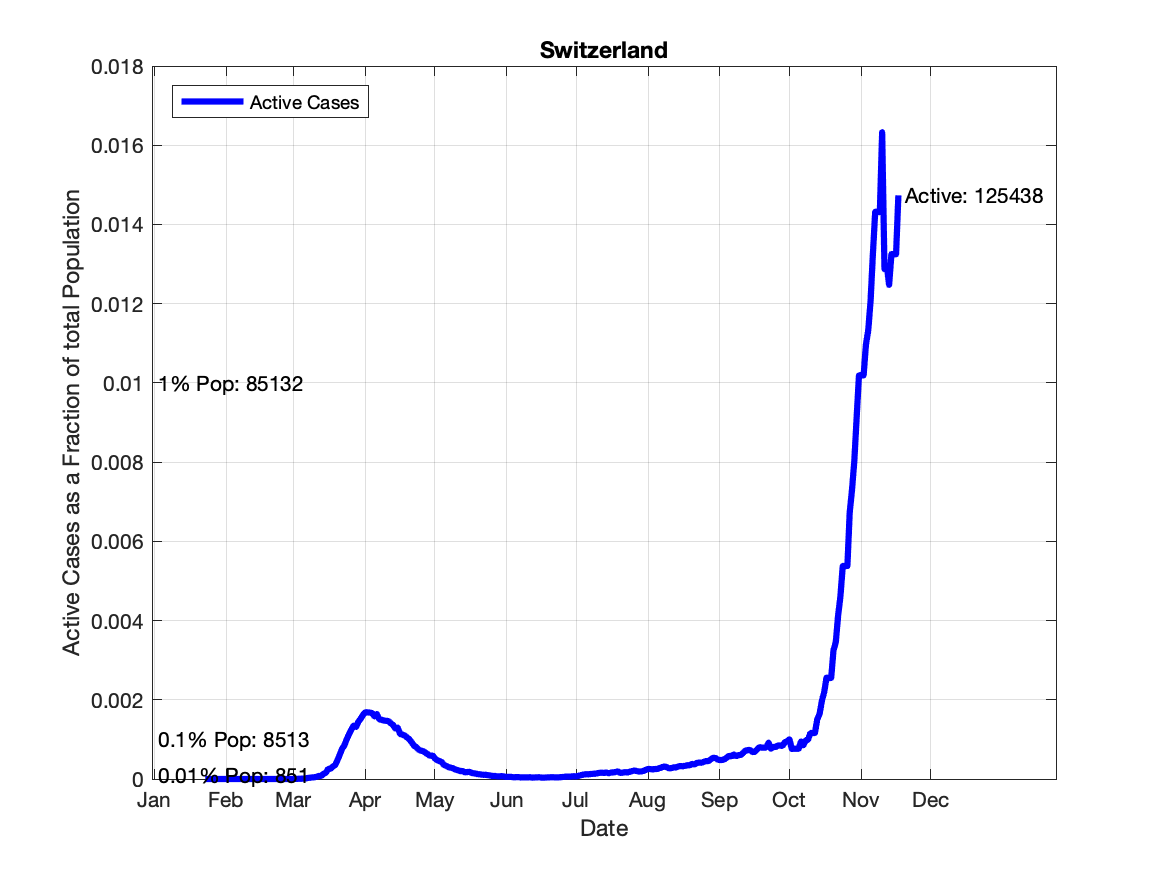 Switzerland
0.018
Active Cases
0.016
Active: 125438
0.014
0.012
0.01
1% Pop: 85132
0.008
0.006
0.004
0.002
0.1% Pop: 8513
0.01% Pop: 851
0
Active Cases as a Fraction of total Population
Jan Feb Mar Apr May Jun Jul Aug Sep Oct Nov Dec
Date